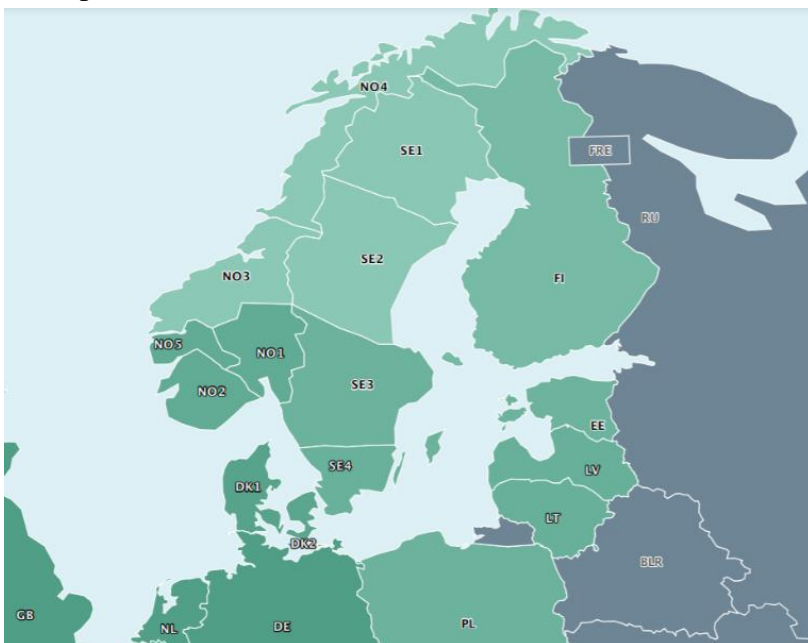 NO4
SE1
FRE
RU
SE2
NO3
FI
NO5
NO1
NO2
SE3
EE
SE4
LV
DK1
LT
DK2
BLR
GB
NL
DE
PL